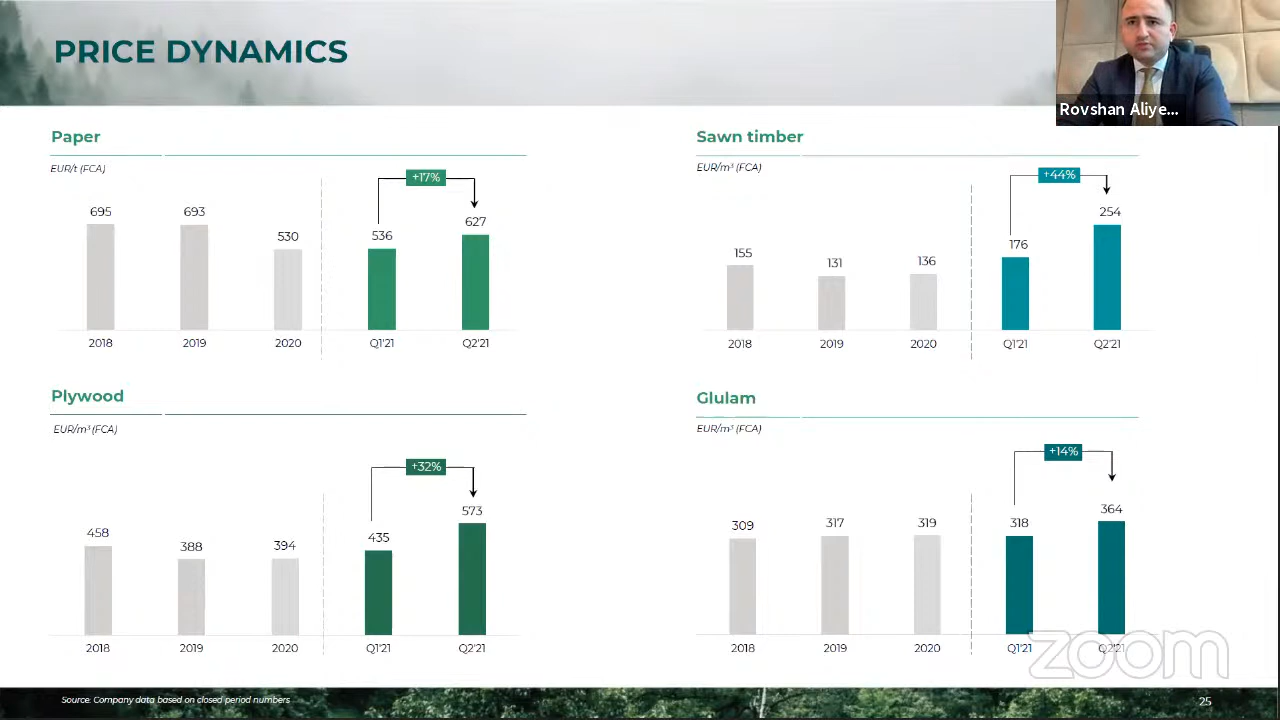 PRICE DYNAMICS
Rovshan Aliye...
Paper
EUR/t (FCA)
+17%
695
693
530
536
627
2018
2019
2020
Q1'21
Q2'21
Sawn timber
EUR/m³ (FCA)
+44%
155
131
136
176
254
2018
2019
2020
Q1'21
Q2'21
Plywood
EUR/m³ (FCA)
+32%
458
388
394
435
573
2018
2019
2020
Q1'21
Q2'21
Glulam
EUR/m³ (FCA)
+14%
309
317
319
318
364
2018
2019
2020
Q1'21
Q2'21
zoom
Source: Company data based on closed period numbers
25